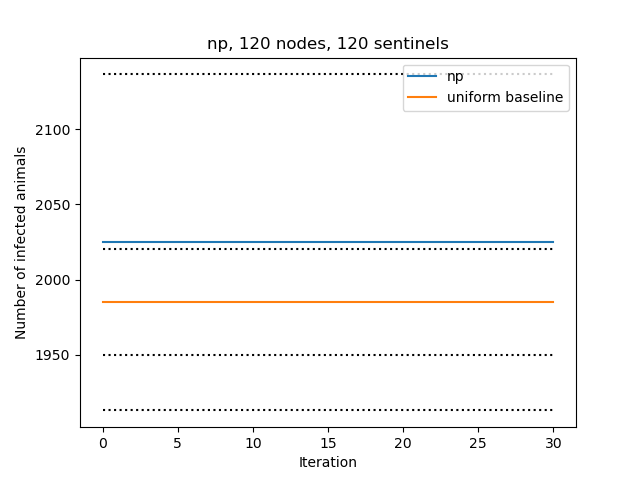 np, 120 nodes, 120 sentinels
np
uniform baseline
2100
2050
2000
1950
Number of infected animals
0 5 10 15 20 25 30
Iteration